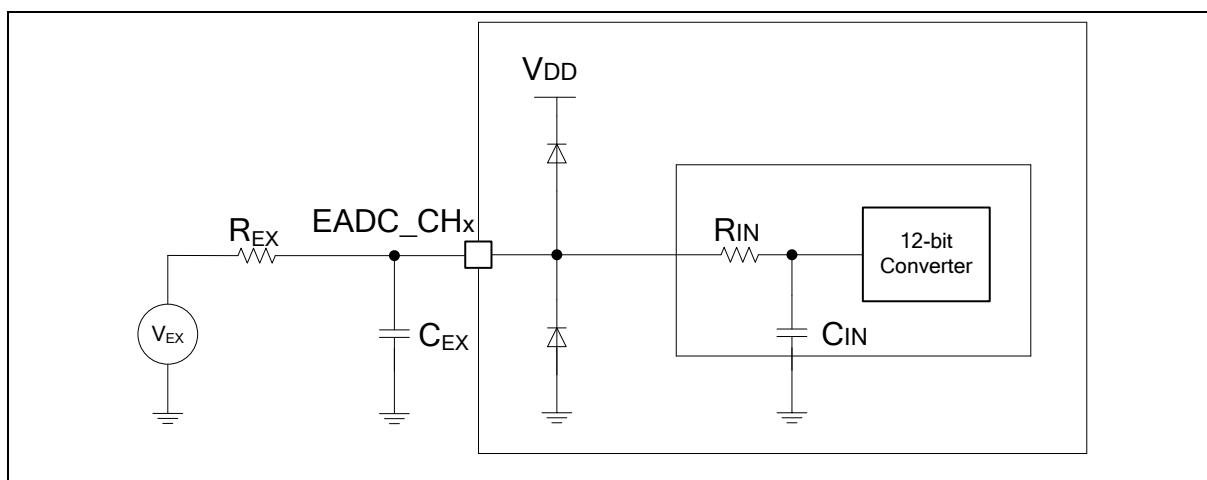 VDD
EADC_CHx
REX
RIN
12-bit
Converter
VEX
CEX
CIN